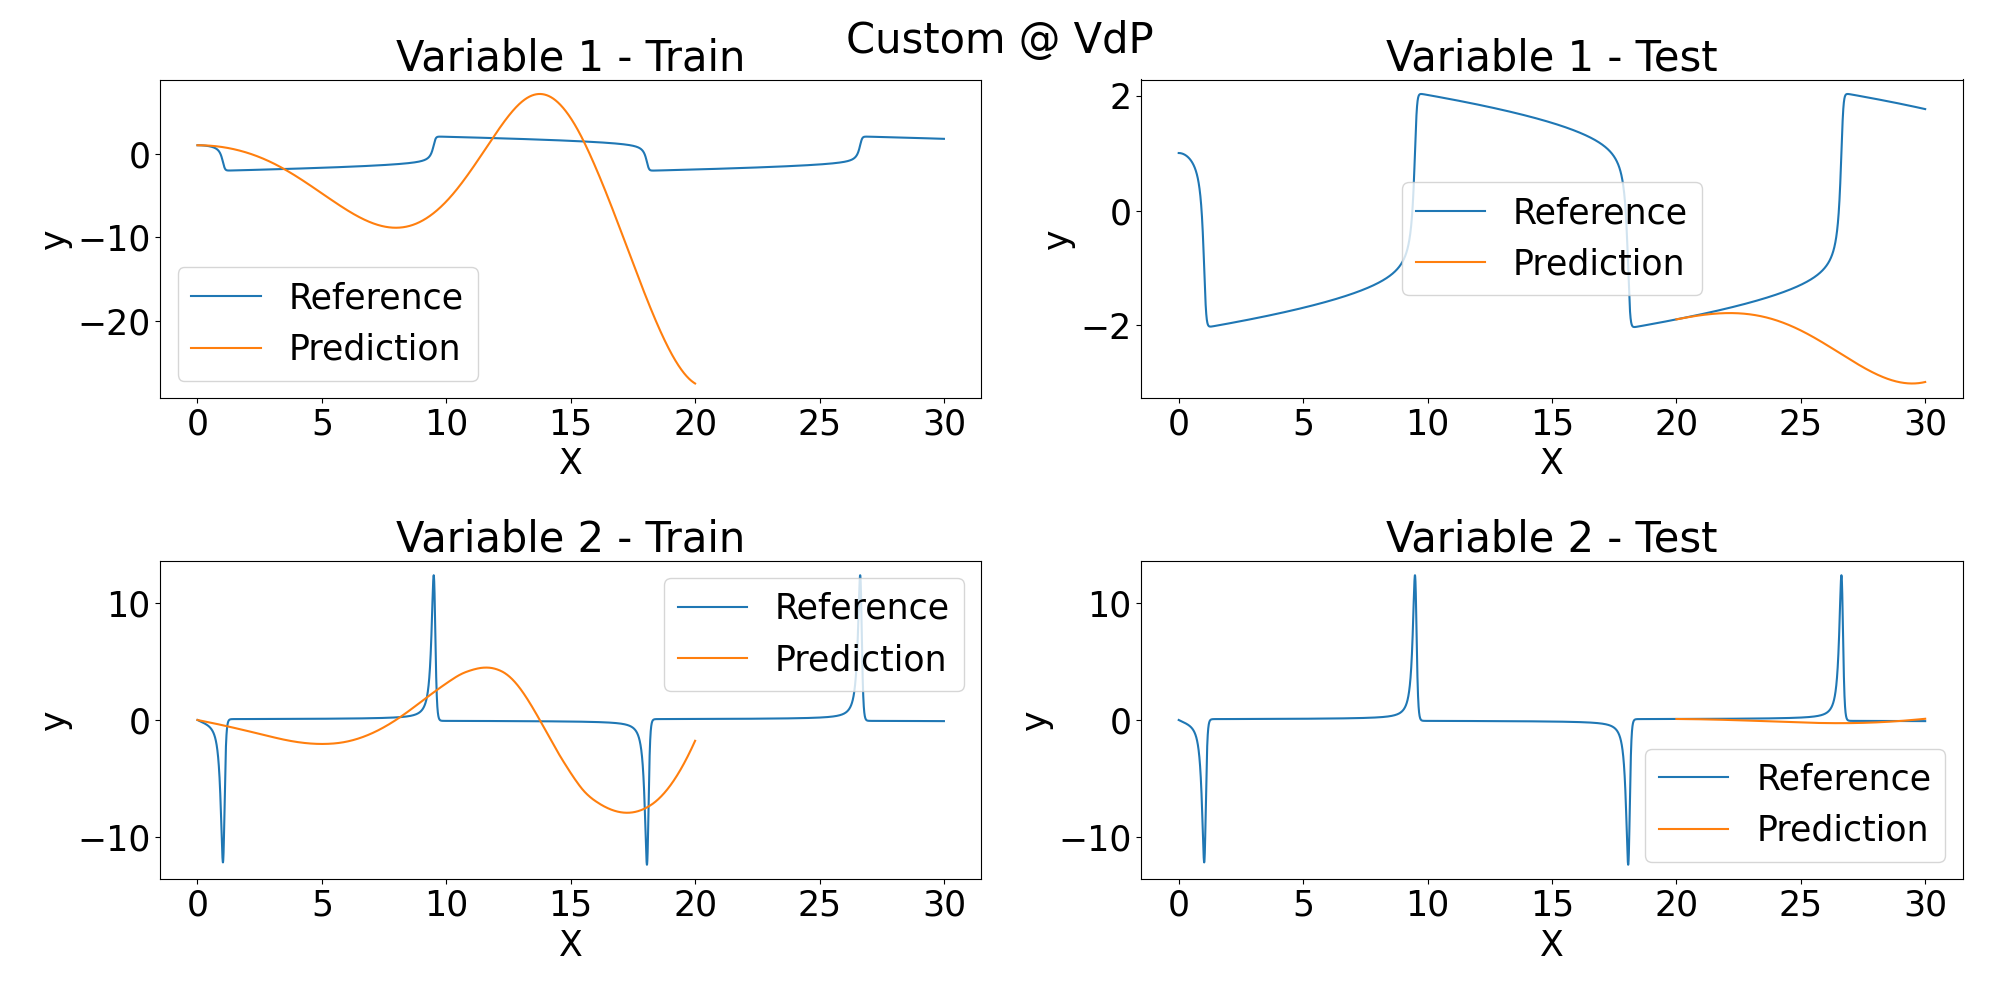 Custom @ VdP
Variable 1 - Train
y
0
−10
−20
Reference
Prediction
0 5 10 15 20 25 30
X
Variable 1 - Test
y
2
0
−2
Reference
Prediction
0 5 10 15 20 25 30
X
Variable 2 - Train
y
10
0
−10
Reference
Prediction
0 5 10 15 20 25 30
X
Variable 2 - Test
y
10
0
−10
Reference
Prediction
0 5 10 15 20 25 30
X